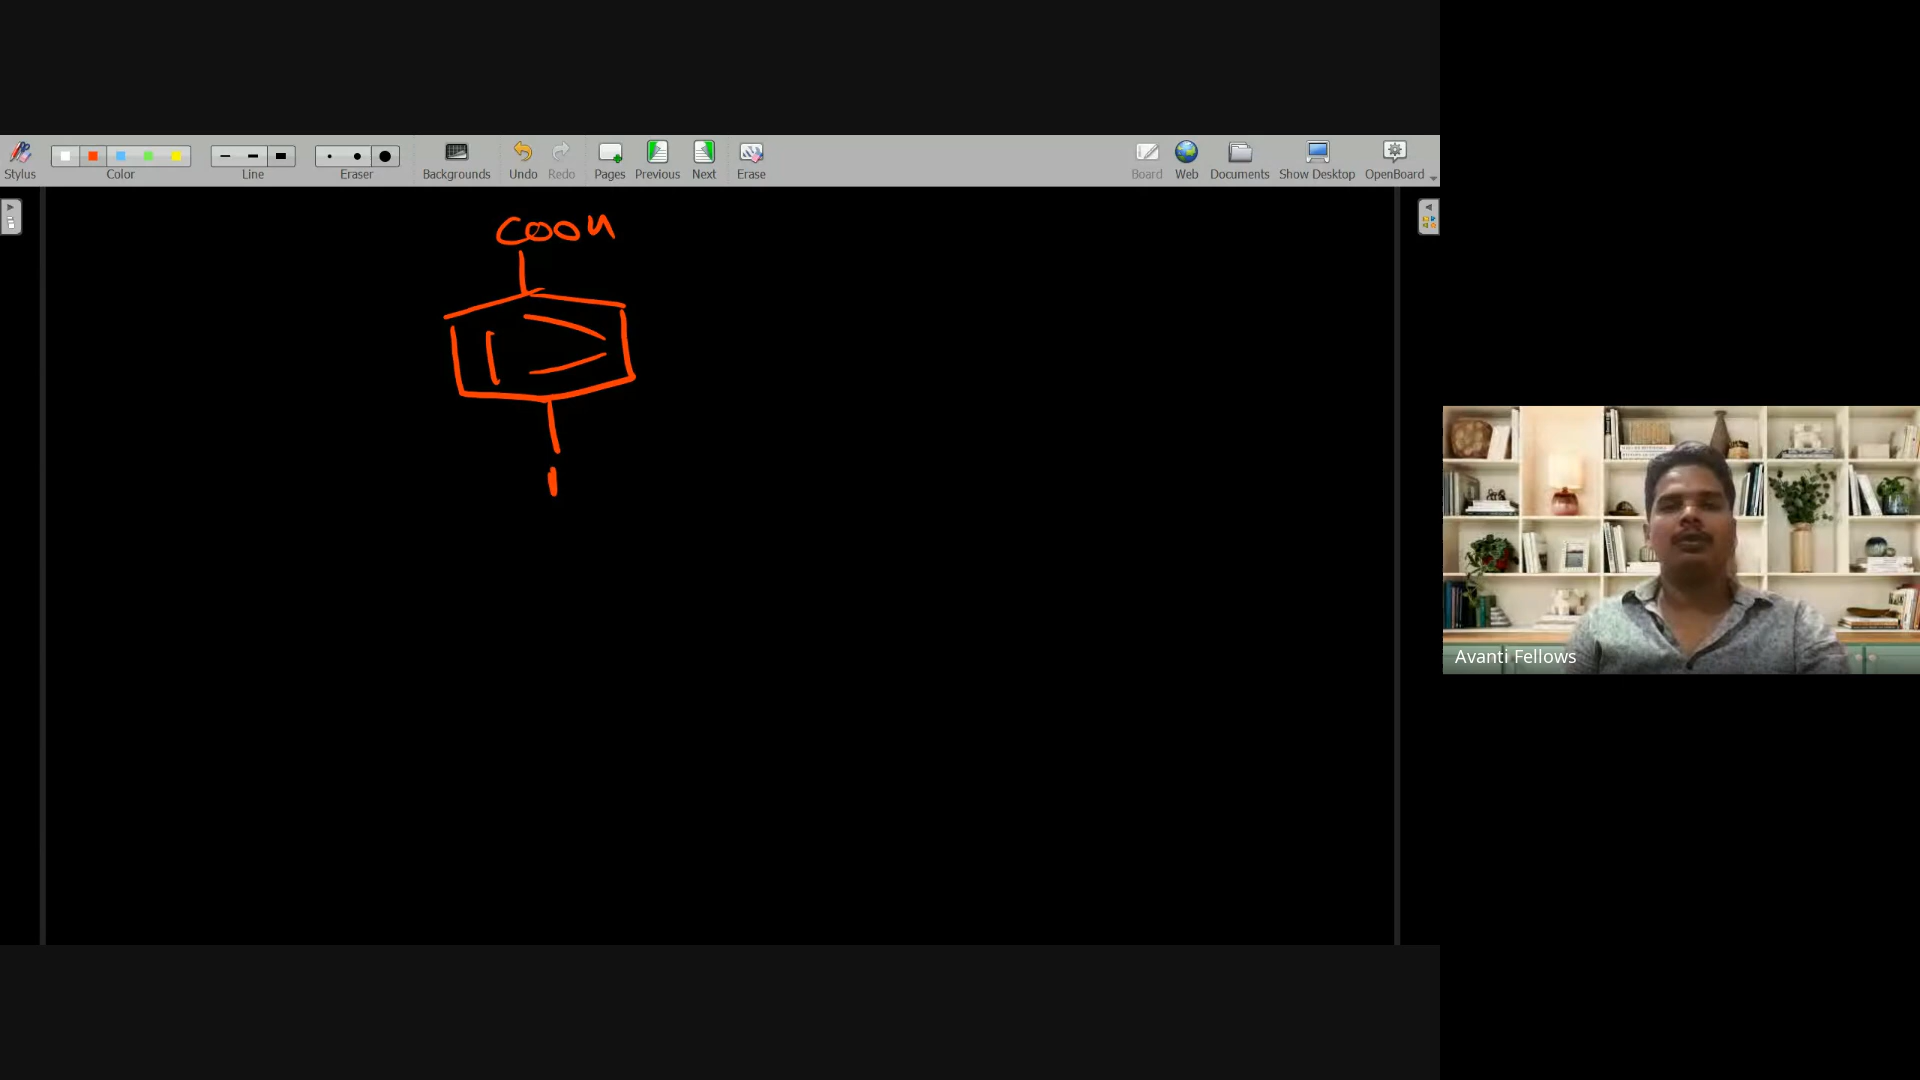 Stylus Color Line Eraser Backgrounds Undo Redo Pages Previous Next Erase Board Web Documents Show Desktop OpenBoard
COOH
I
Avanti Fellows